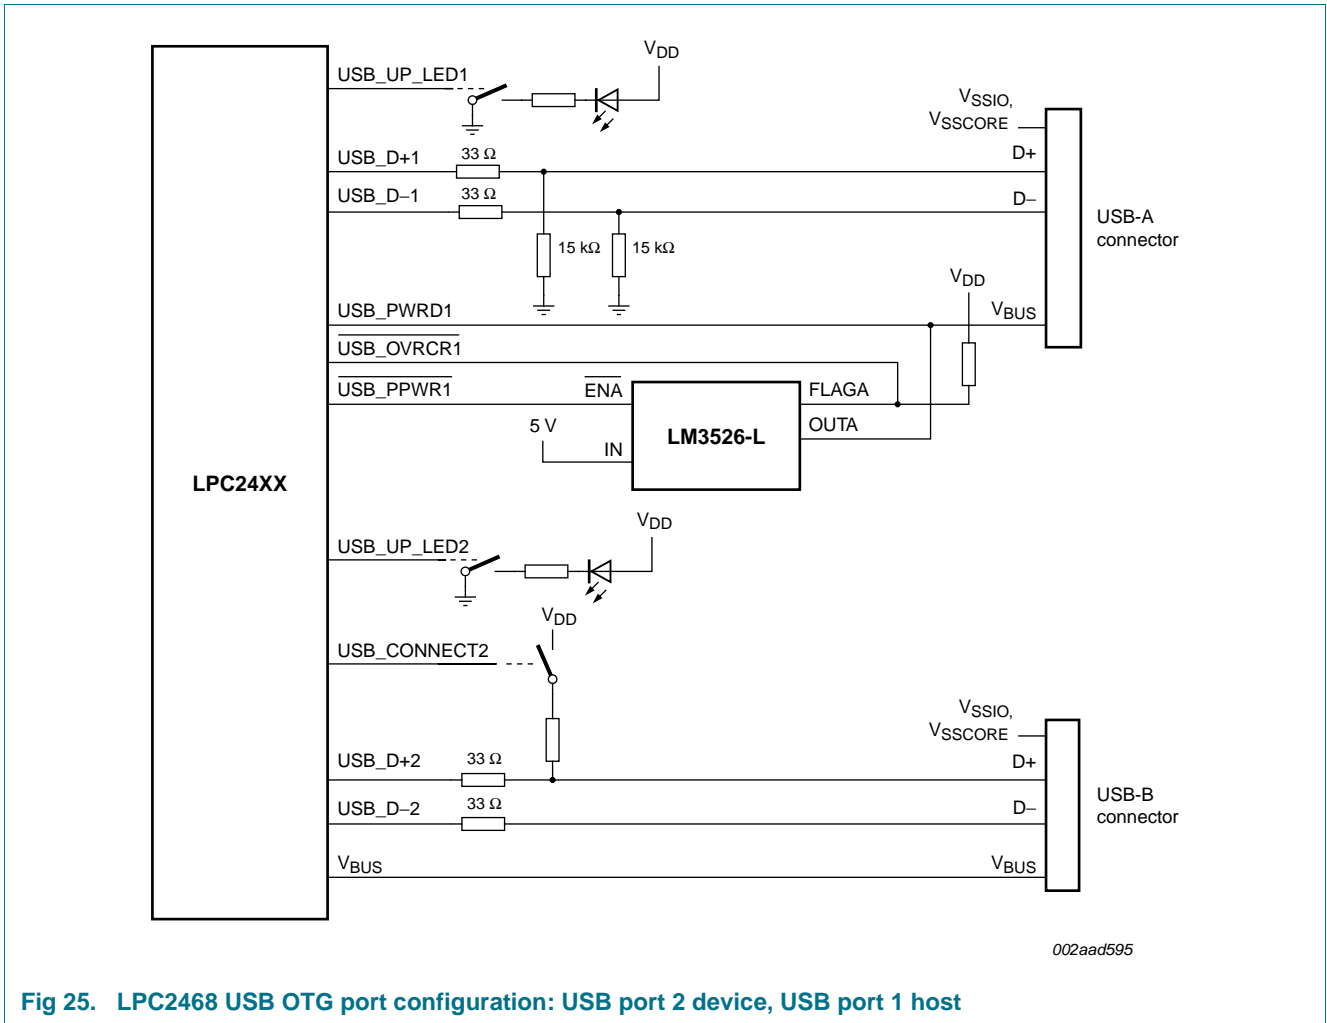 USB_UP_LED1
VDD
VSSIO,
VSSCORE
USB_D+1
33 Ω
D+
USB_D−1
33 Ω
D−
USB-A
connector
15 kΩ
15 kΩ
VDD
USB_PWRD1
VBUS
USB_OVRCR1
USB_PPWR1
ENA
FLAGA
5 V
IN
LM3526-L
OUTA
LPC24XX
VDD
USB_UP_LED2
VDD
USB_CONNECT2
VSSIO,
VSSCORE
USB_D+2
33 Ω
D+
USB_D−2
33 Ω
D−
USB-B
connector
VBUS
VBUS
002aad595
Fig 25. LPC2468 USB OTG port configuration: USB port 2 device, USB port 1 host